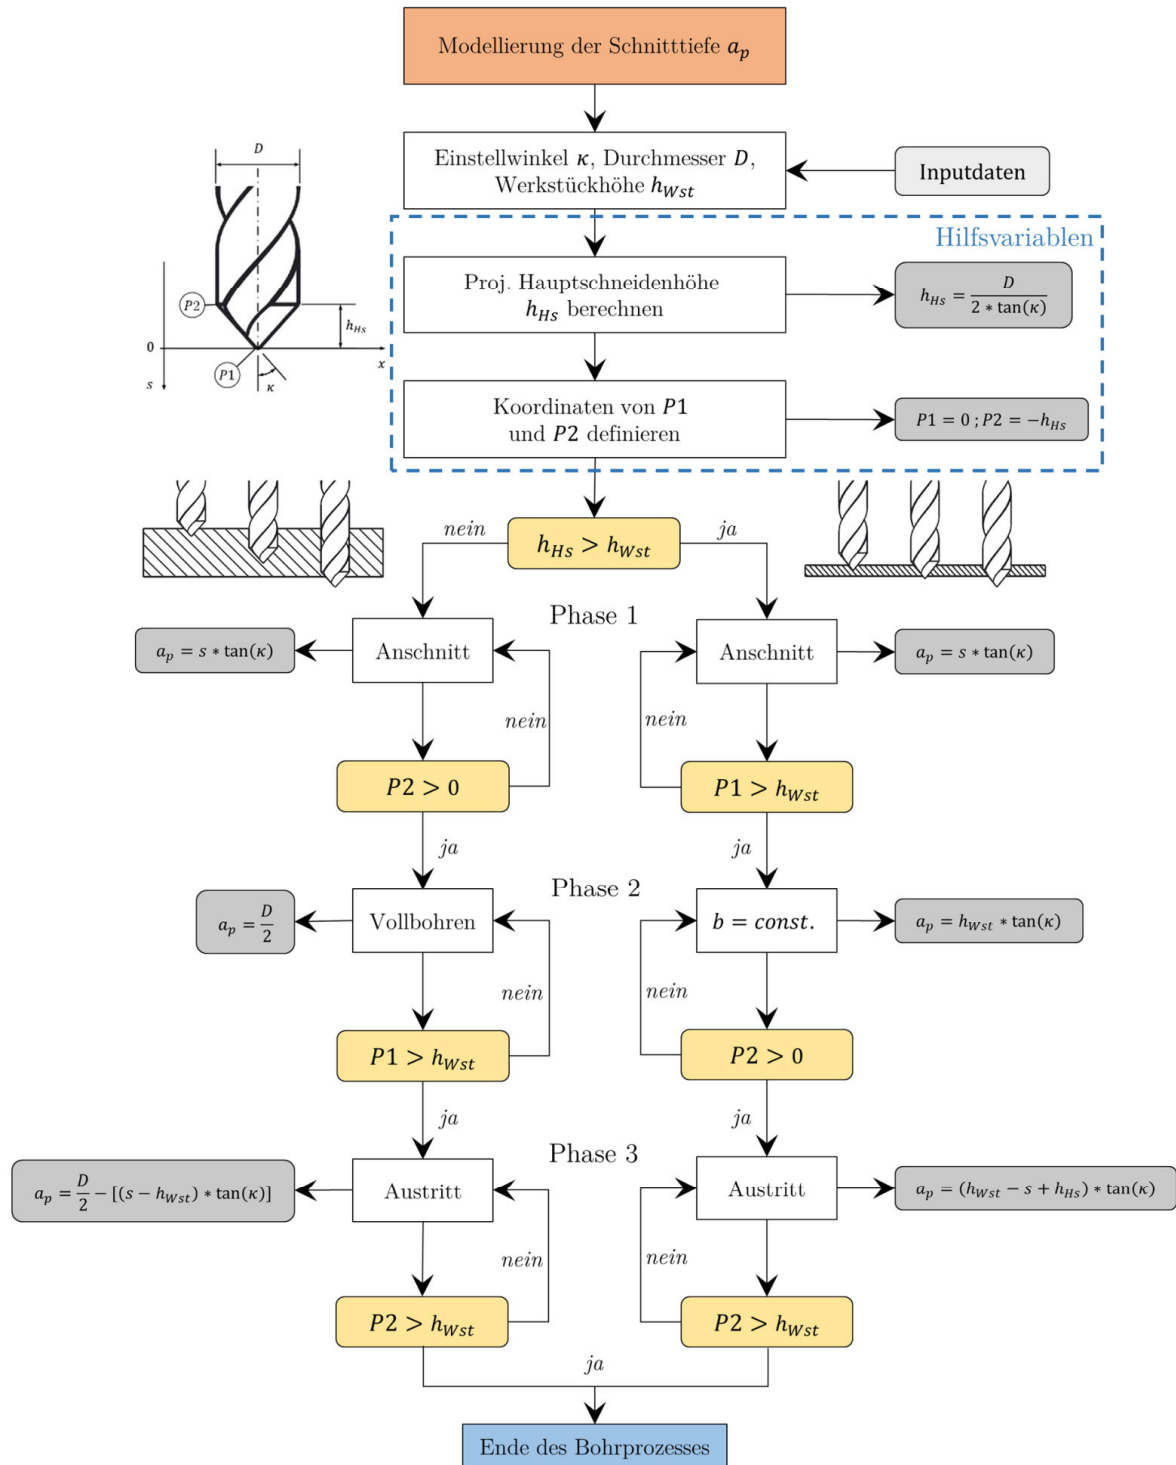 Modellierung der Schnitttiefe a_p
Einstellwinkel κ, Durchmesser D,
Werkstückhöhe h_Wst
Inputdaten
Hilfsvariablen
Proj. Hauptschneidenhöhe
h_Hs berechnen
h_Hs = D / (2 * tan(κ))
Koordinaten von P1
und P2 definieren
P1 = 0 ; P2 = −h_Hs
D
P2
h_Hs
0
x
P1
s
κ
nein
h_Hs > h_Wst
ja
Phase 1
a_p = s * tan(κ)
Anschnitt
Anschnitt
a_p = s * tan(κ)
nein
nein
P2 > 0
P1 > h_Wst
ja
ja
Phase 2
a_p = D / 2
Vollbohren
b = const.
a_p = h_Wst * tan(κ)
nein
nein
P1 > h_Wst
P2 > 0
ja
ja
Phase 3
a_p = D / 2 − [(s − h_Wst) * tan(κ)]
Austritt
Austritt
a_p = (h_Wst − s + h_Hs) * tan(κ)
nein
nein
P2 > h_Wst
P2 > h_Wst
ja
Ende des Bohrprozesses